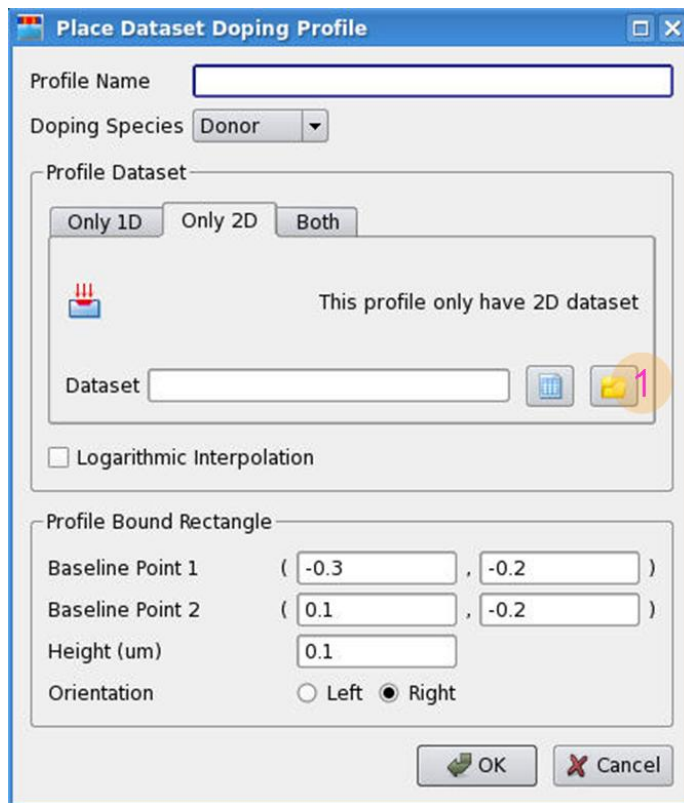 Place Dataset Doping Profile
Profile Name
Doping Species Donor
Profile Dataset
Only 1D Only 2D Both
This profile only have 2D dataset
Dataset 1
Logarithmic Interpolation
Profile Bound Rectangle
Baseline Point 1 ( -0.3 , -0.2 )
Baseline Point 2 ( 0.1 , -0.2 )
Height (um) 0.1
Orientation Left Right
OK Cancel